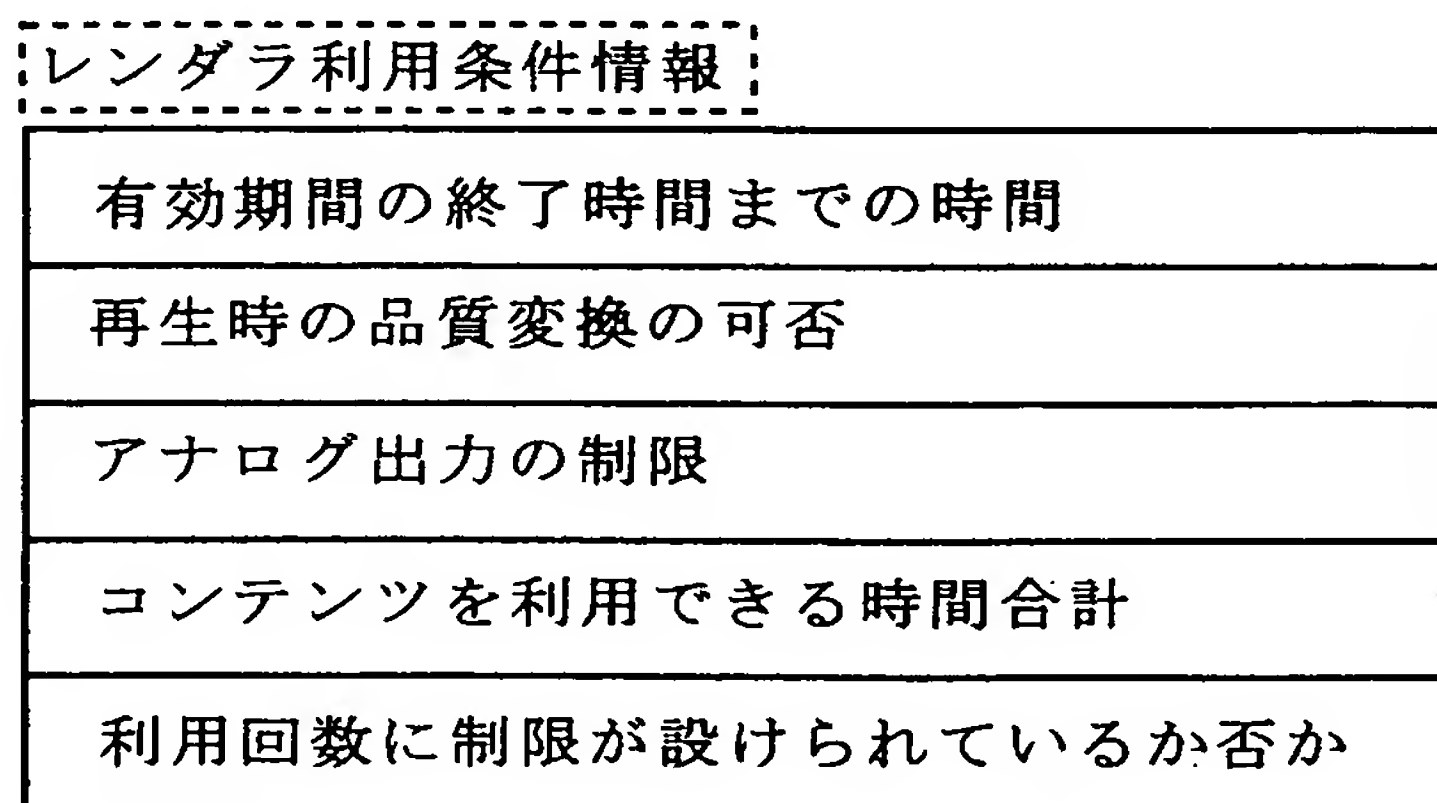 レンダラ利用条件情報
有効期間の終了時間までの時間
再生時の品質変換の可否
アナログ出力の制限
コンテンツを利用できる時間合計
利用回数に制限が設けられているか否か